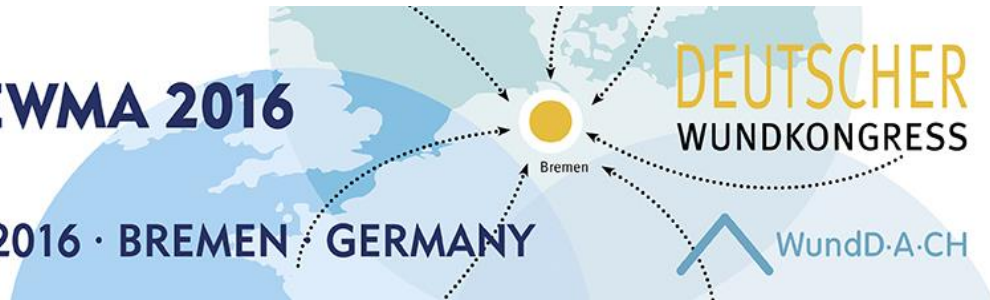 EWMA 2016
2016 · BREMEN · GERMANY
Bremen
DEUTSCHER
WUNDKONGRESS
WundD·A·CH